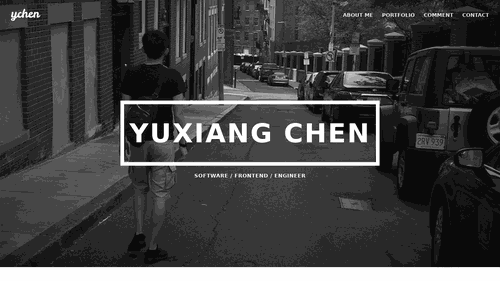 ychen
ABOUT ME PORTFOLIO COMMENT CONTACT
YUXIANG CHEN
SOFTWARE / FRONTEND / ENGINEER